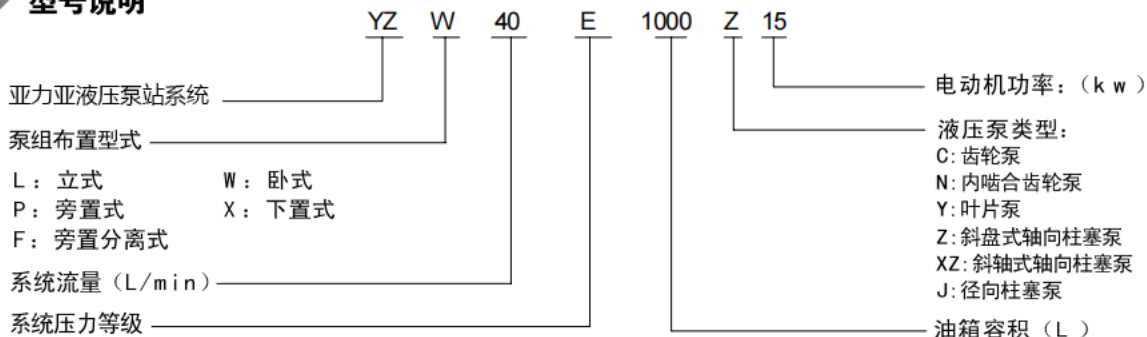 型号说明
YZ W 40 E 1000 Z 15
亚力亚液压泵站系统
泵组布置型式
L：立式 W：卧式
P：旁置式 X：下置式
F：旁置分离式
系统流量（L/min）
系统压力等级
电动机功率：（kw）
液压泵类型：
C:齿轮泵
N:内啮合齿轮泵
Y:叶片泵
Z:斜盘式轴向柱塞泵
XZ:斜轴式轴向柱塞泵
J:径向柱塞泵
油箱容积（L）